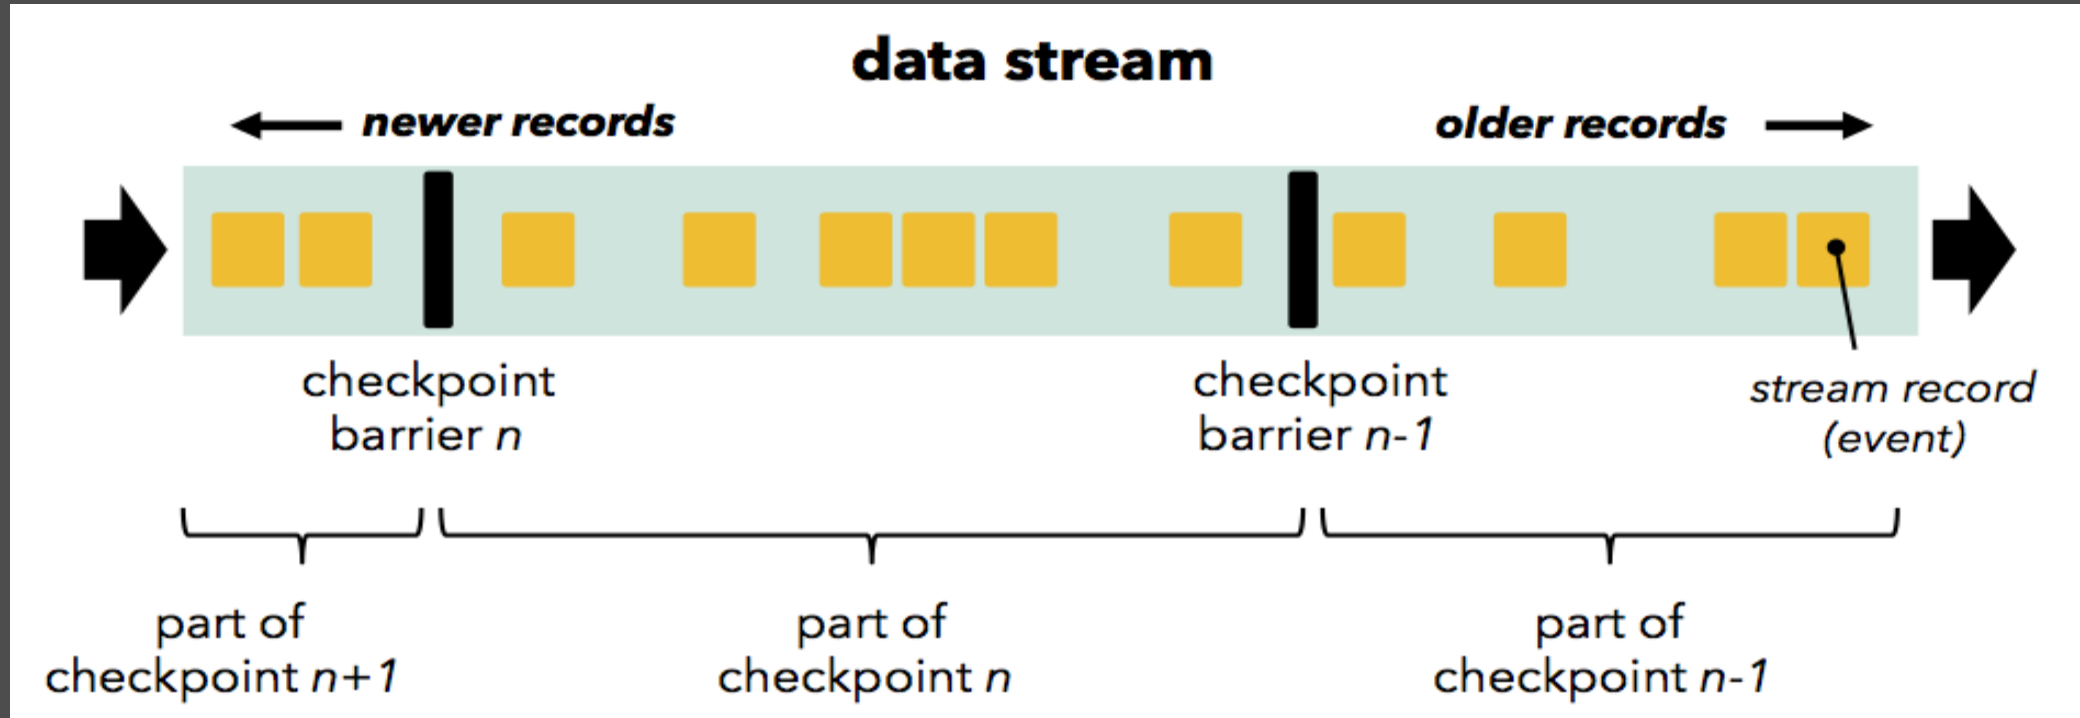 data stream
newer records
older records
checkpoint
barrier n
checkpoint
barrier n-1
stream record
(event)
part of
checkpoint n+1
part of
checkpoint n
part of
checkpoint n-1